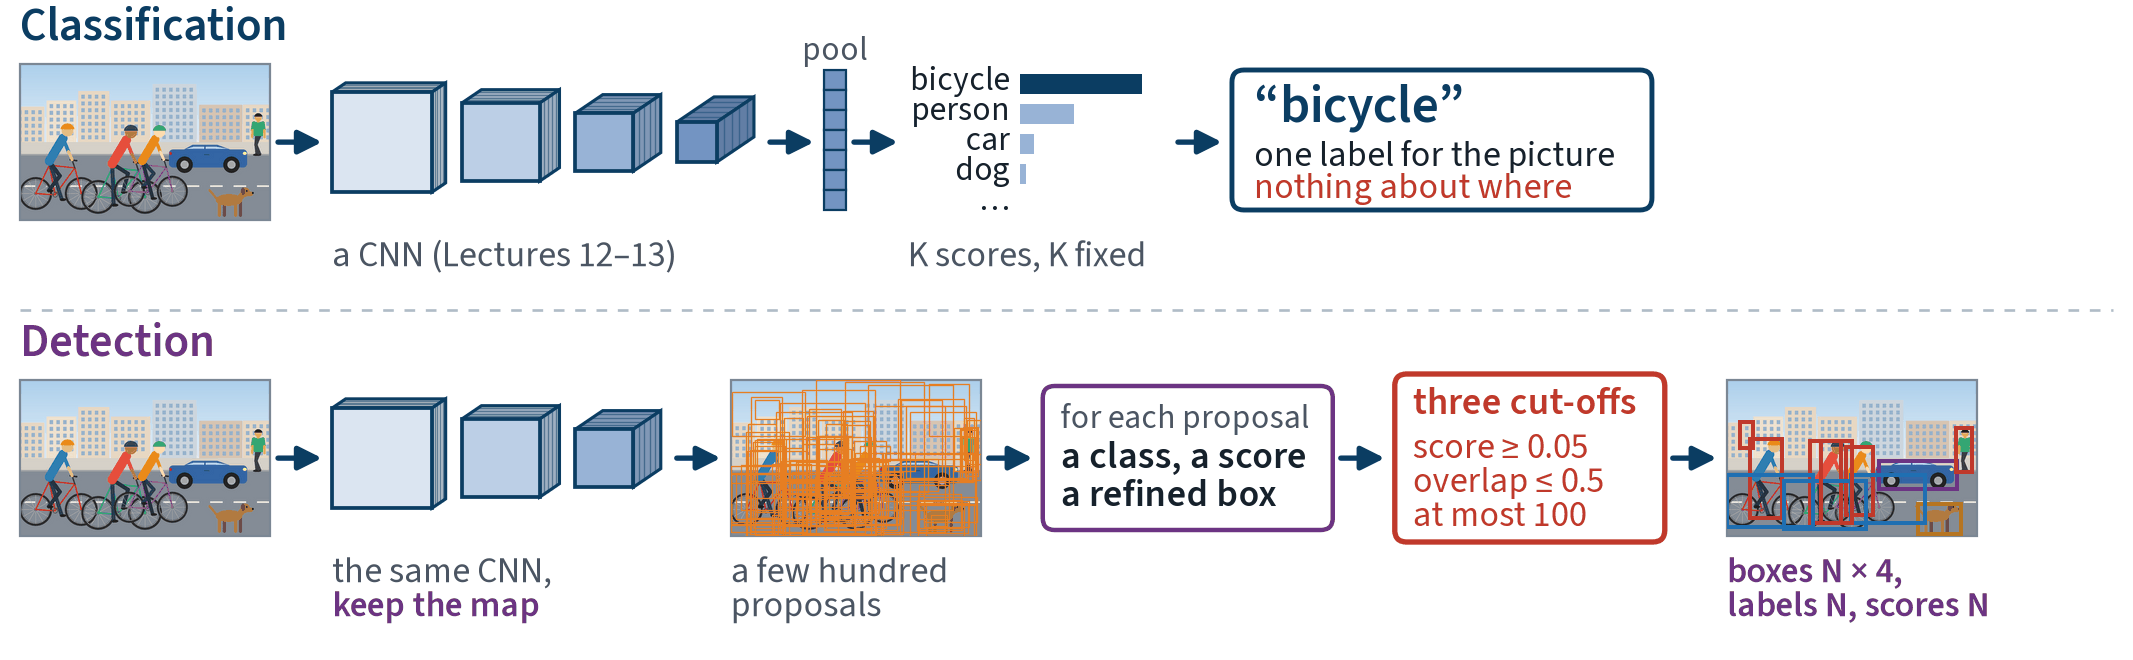 Classification
pool
bicycle
person
car
dog
…
“bicycle”
one label for the picture
nothing about where
a CNN (Lectures 12–13)
K scores, K fixed
Detection
for each proposal
a class, a score
a refined box
three cut-offs
score ≥ 0.05
overlap ≤ 0.5
at most 100
the same CNN,
keep the map
a few hundred
proposals
boxes N × 4,
labels N, scores N